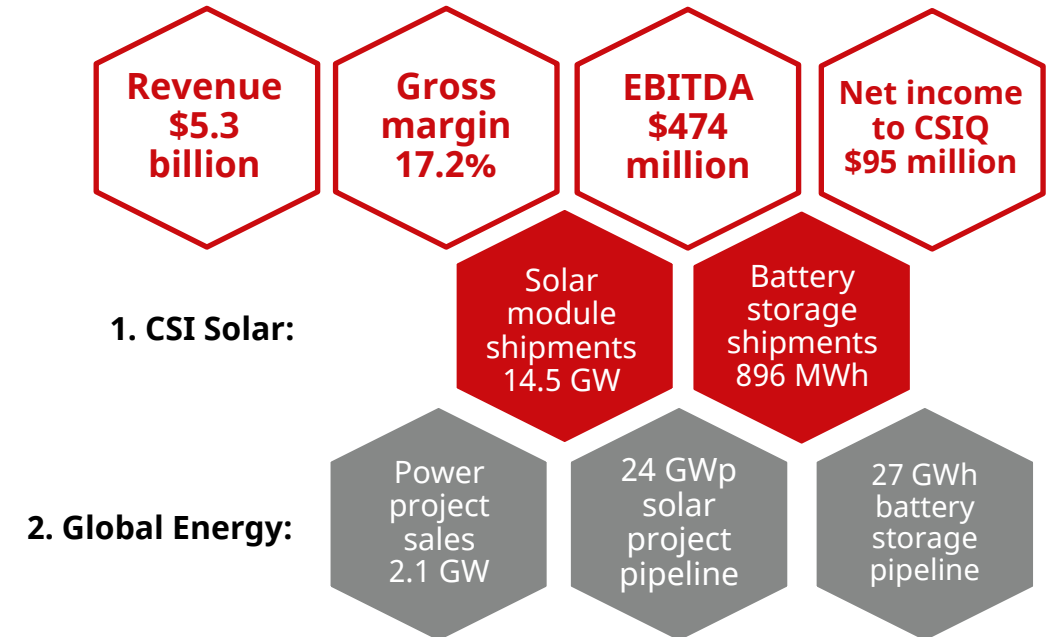 Revenue
$5.3
billion
Gross
margin
17.2%
EBITDA
$474
million
Net income
to CSIQ
$95 million
1. CSI Solar:
Solar
module
shipments
14.5 GW
Battery
storage
shipments
896 MWh
2. Global Energy:
Power
project
sales
2.1 GW
24 GWp
solar
project
pipeline
27 GWh
battery
storage
pipeline